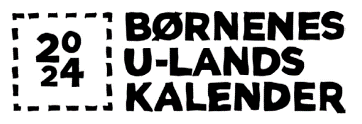 20
24
BØRNENES
U-LANDS
KALENDER